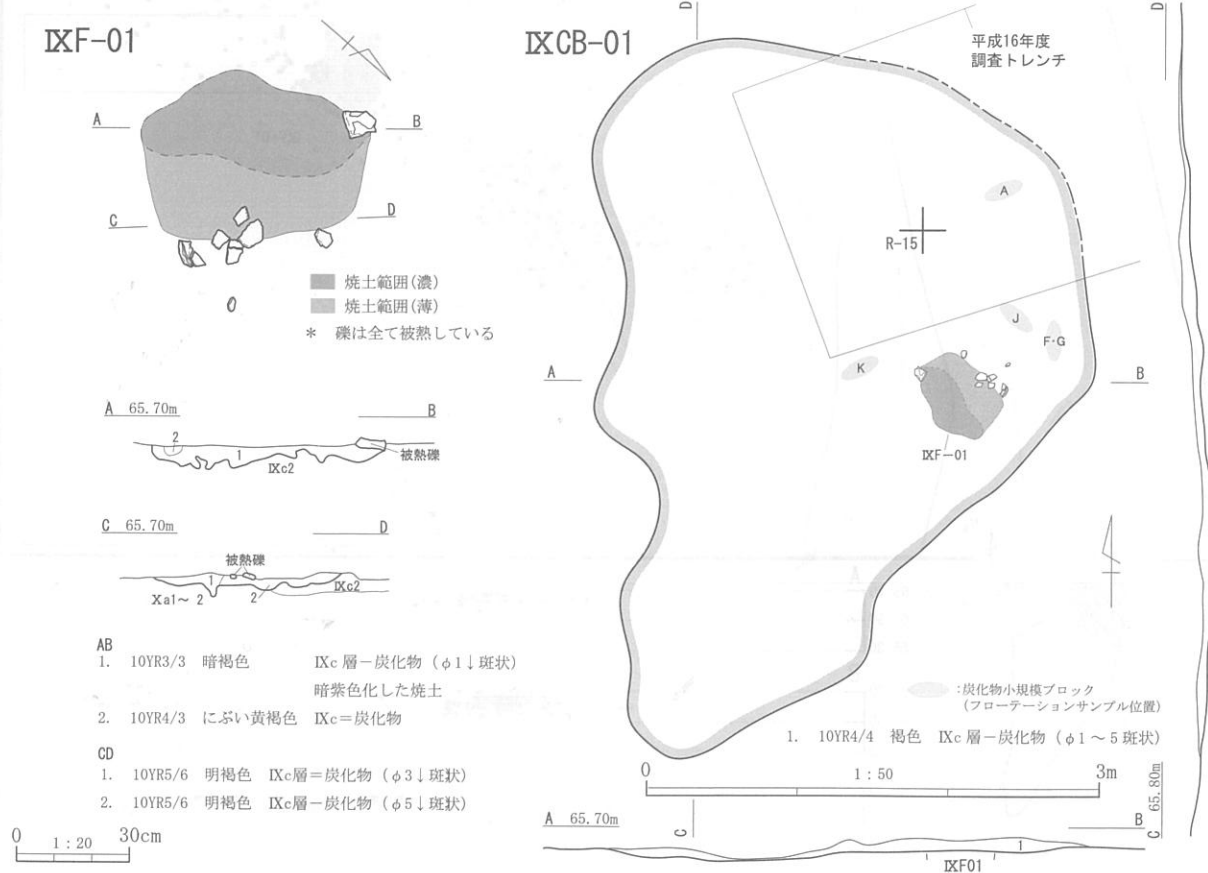 ⅨF-01
A
B
C
D
焼土範囲(濃)
焼土範囲(薄)
* 礫は全て被熱している
A 65.70m
B
2
1
被熱礫
Ⅸc2
C 65.70m
D
被熱礫
1
Ⅸc2
Ⅹa1～2
2
AB
1. 10YR3/3 暗褐色 Ⅸc 層－炭化物（φ1↓斑状）
暗紫色化した焼土
2. 10YR4/3 にぶい黄褐色 Ⅸc＝炭化物
CD
1. 10YR5/6 明褐色 Ⅸc層＝炭化物（φ3↓斑状）
2. 10YR5/6 明褐色 Ⅸc層－炭化物（φ5↓斑状）
0 1：20 30cm
ⅨCB-01
D
D
平成16年度
調査トレンチ
A
R-15
J
F・G
K
A
B
ⅨF-01
:炭化物小規模ブロック
(フローテーションサンプル位置)
1. 10YR4/4 褐色 Ⅸc 層－炭化物（φ1～5 斑状）
0 1：50 3m
A 65.70m
C
B
C 65.80m
1
ⅨF01